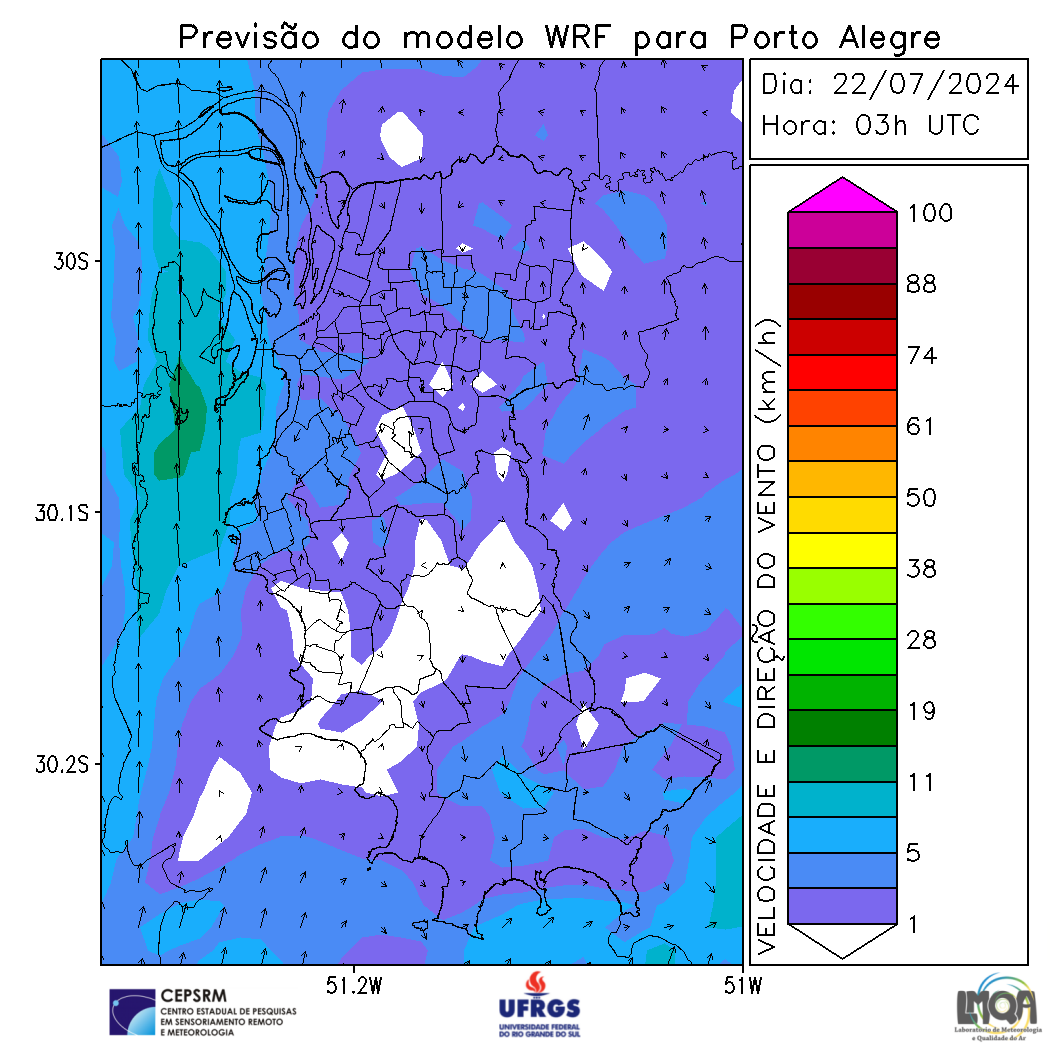 Previsão do modelo WRF para Porto Alegre
Dia: 22/07/2024
Hora: 03h UTC
30S
30.1S
30.2S
51.2W
51W
VELOCIDADE E DIREÇÃO DO VENTO (km/h)
100
88
74
61
50
38
28
19
11
5
1
CEPSRM
CENTRO ESTADUAL DE PESQUISAS
EM SENSORIAMENTO REMOTO
E METEOROLOGIA
UFRGS
UNIVERSIDADE FEDERAL
DO RIO GRANDE DO SUL
LMQA
Laboratório de Meteorologia
e Qualidade do Ar